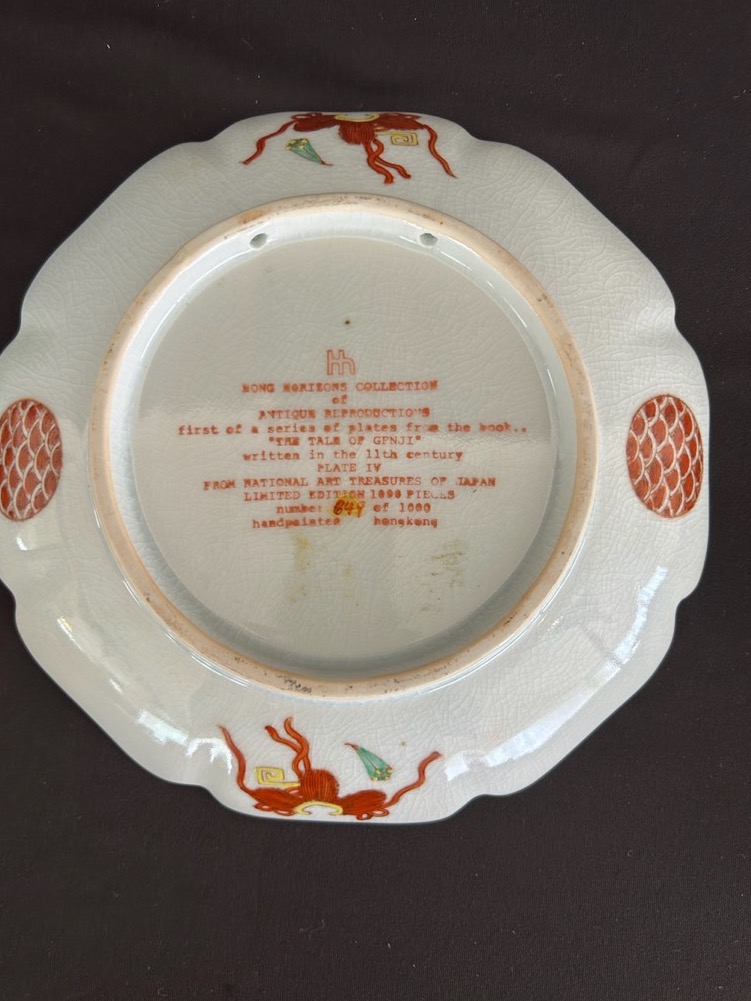 hh
HONG HORIZONS COLLECTION
of
ANTIQUE REPRODUCTIONS
first of a series of plates from the book..
"THE TALE OF GENJI"
written in the 11th century
PLATE IV
FROM NATIONAL ART TREASURES OF JAPAN
LIMITED EDITION 1000 PIECES
number 649 of 1000
handpainted hongkong